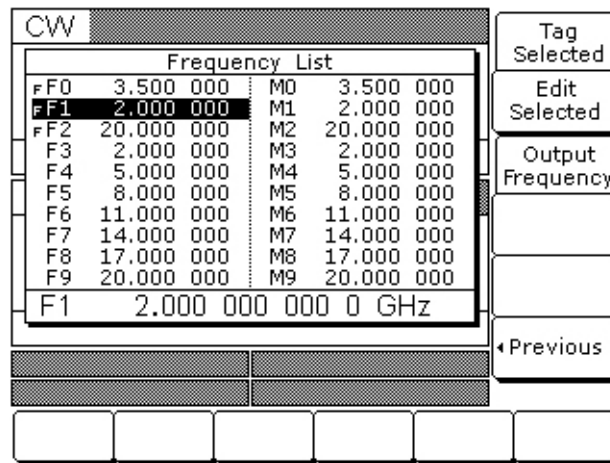 CW
Frequency List
F F0 3.500 000 M0 3.500 000
F F1 2.000 000 M1 2.000 000
F F2 20.000 000 M2 20.000 000
F3 2.000 000 M3 2.000 000
F4 5.000 000 M4 5.000 000
F5 8.000 000 M5 8.000 000
F6 11.000 000 M6 11.000 000
F7 14.000 000 M7 14.000 000
F8 17.000 000 M8 17.000 000
F9 20.000 000 M9 20.000 000
F1 2.000 000 000 0 GHz
Tag
Selected
Edit
Selected
Output
Frequency
Previous